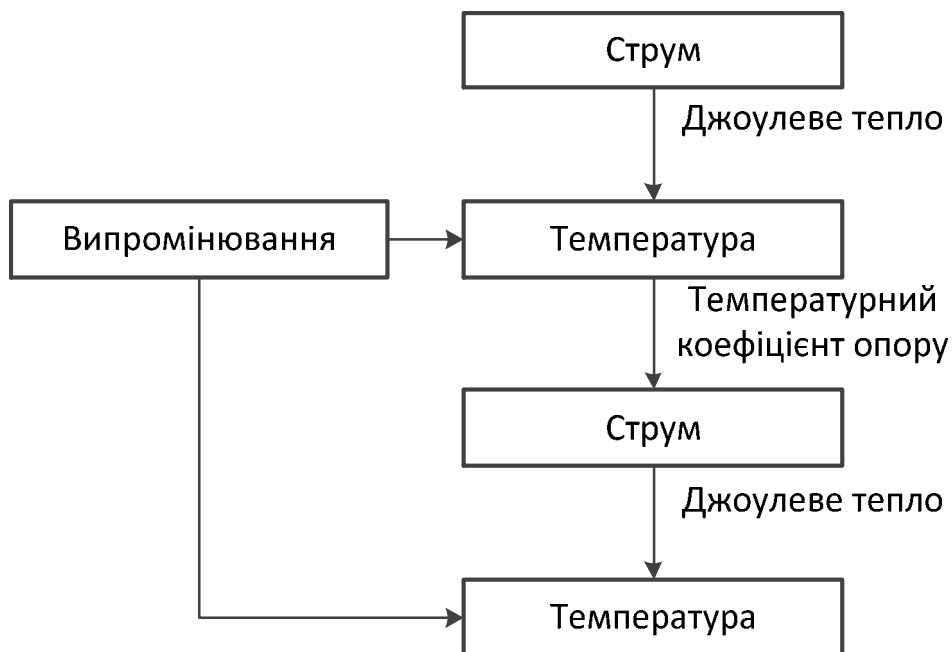 Струм
Джоулеве тепло
Випромінювання
Температура
Температурний
коефіцієнт опору
Струм
Джоулеве тепло
Температура